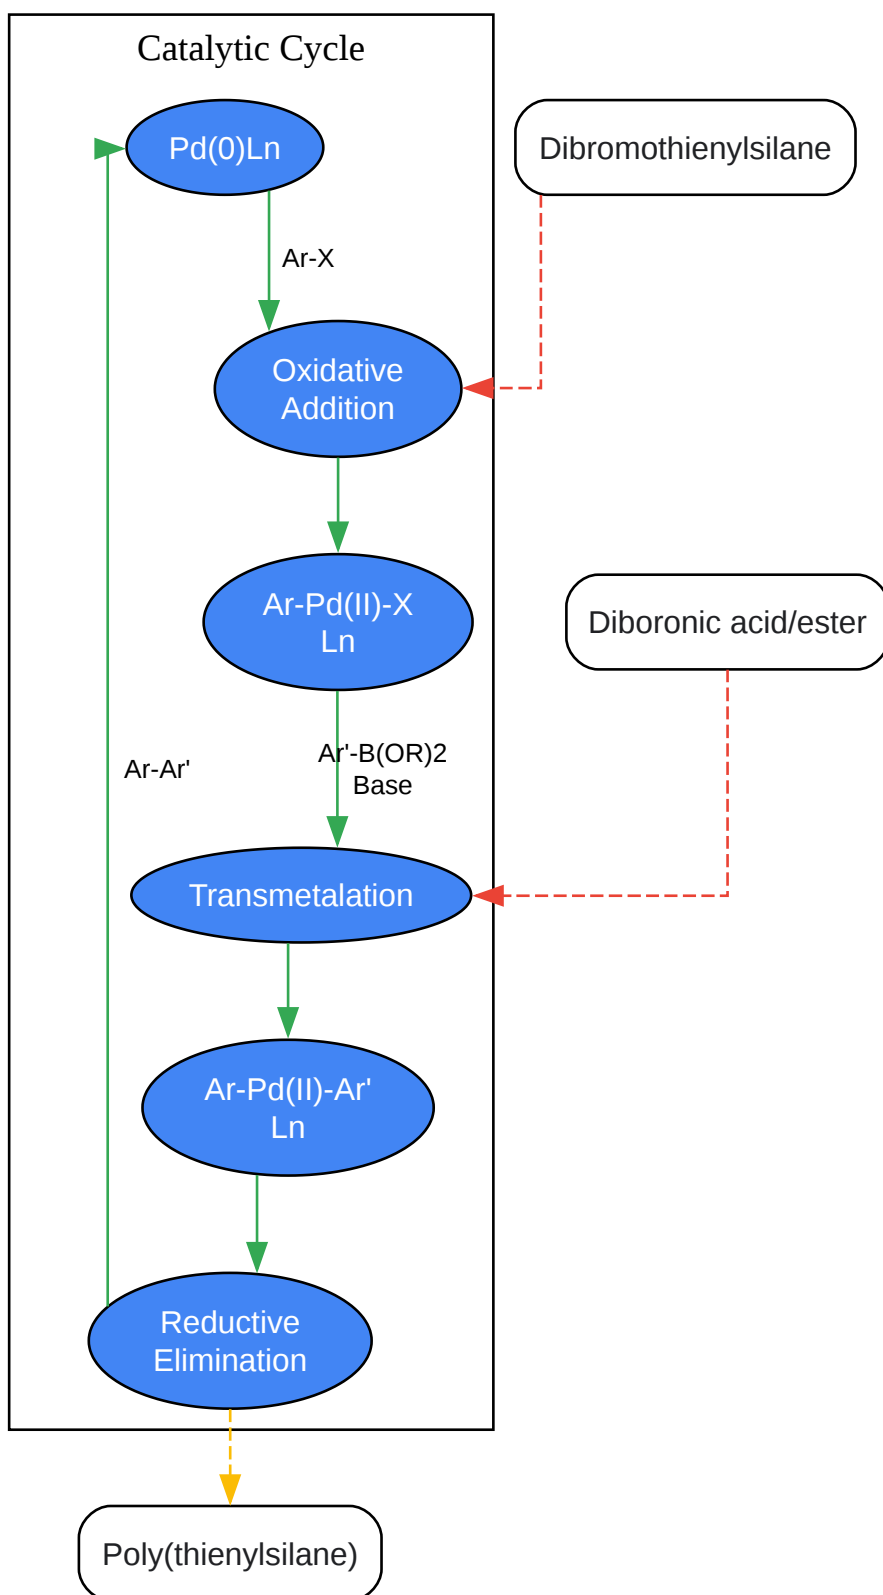 Catalytic Cycle
Pd(0)Ln
Dibromothienylsilane
Ar-X
Oxidative
Addition
Ar-Pd(II)-X
Ln
Diboronic acid/ester
Ar'-B(OR)2
Base
Ar-Ar'
Transmetalation
Ar-Pd(II)-Ar'
Ln
Reductive
Elimination
Poly(thienylsilane)